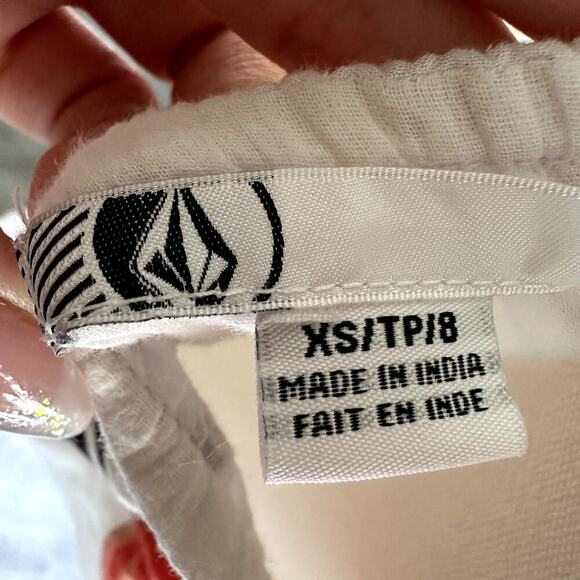 XS/TP/8
MADE IN INDIA
FAIT EN INDE